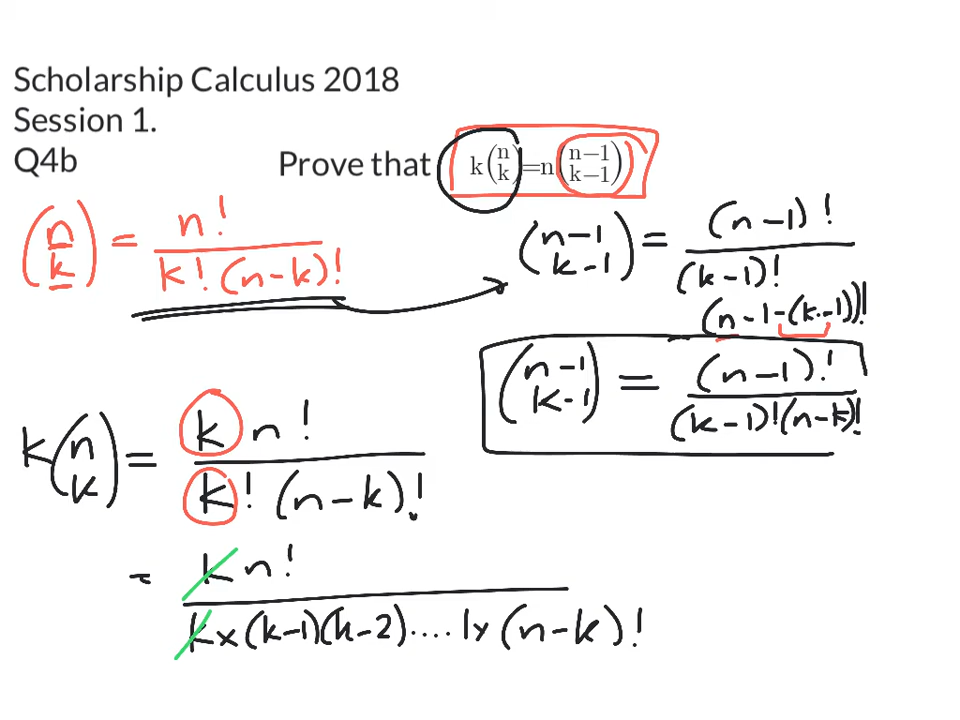 Scholarship Calculus 2018
Session 1.
Q4b
Prove that k(n k)=n(n−1 k−1)
(n k) = n! / k! (n-k)!
(n-1 k-1) = (n-1)! / (k-1)! (n-1-(k-1))!
(n-1 k-1) = (n-1)! / (k-1)!(n-k)!
k(n k) = k n! / k! (n-k)!
= k n! / k x (k-1)(k-2)....1x (n-k)!